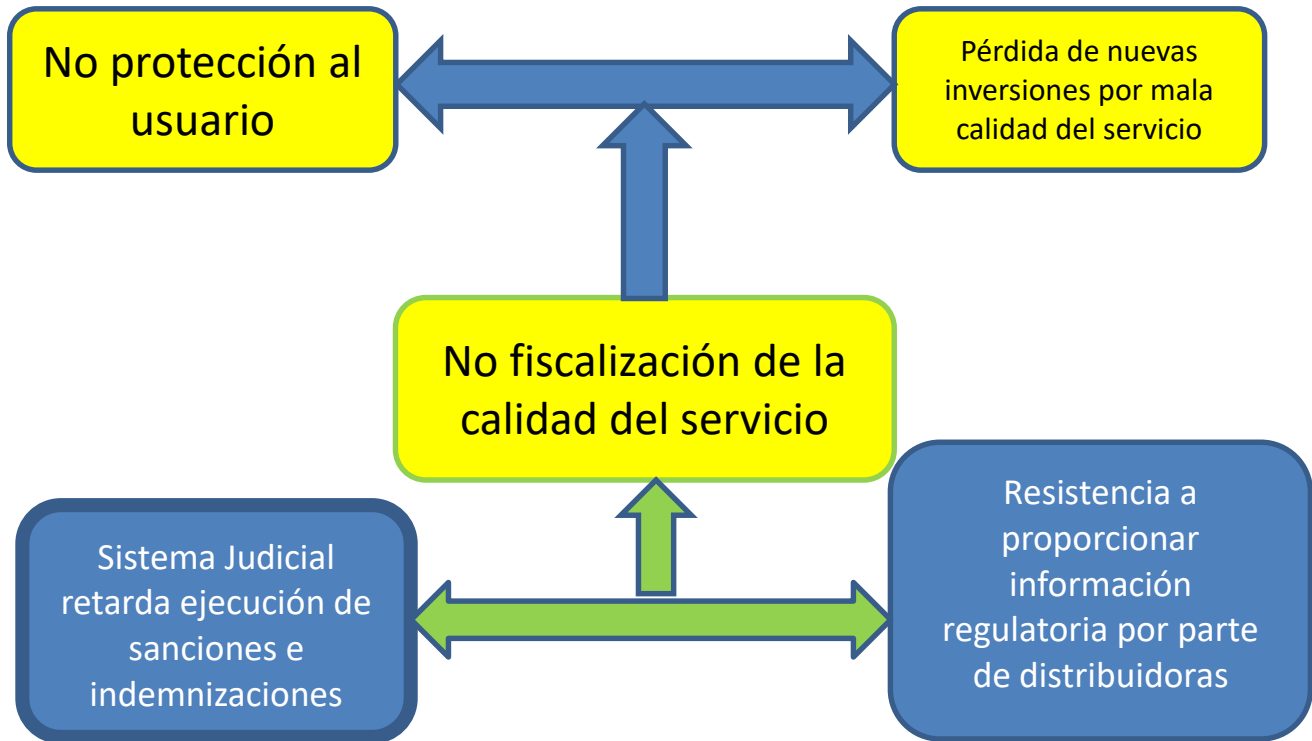 No protección al
usuario
Pérdida de nuevas
inversiones por mala
calidad del servicio
No fiscalización de la
calidad del servicio
Sistema Judicial
retarda ejecución de
sanciones e
indemnizaciones
Resistencia a
proporcionar
información
regulatoria por parte
de distribuidoras